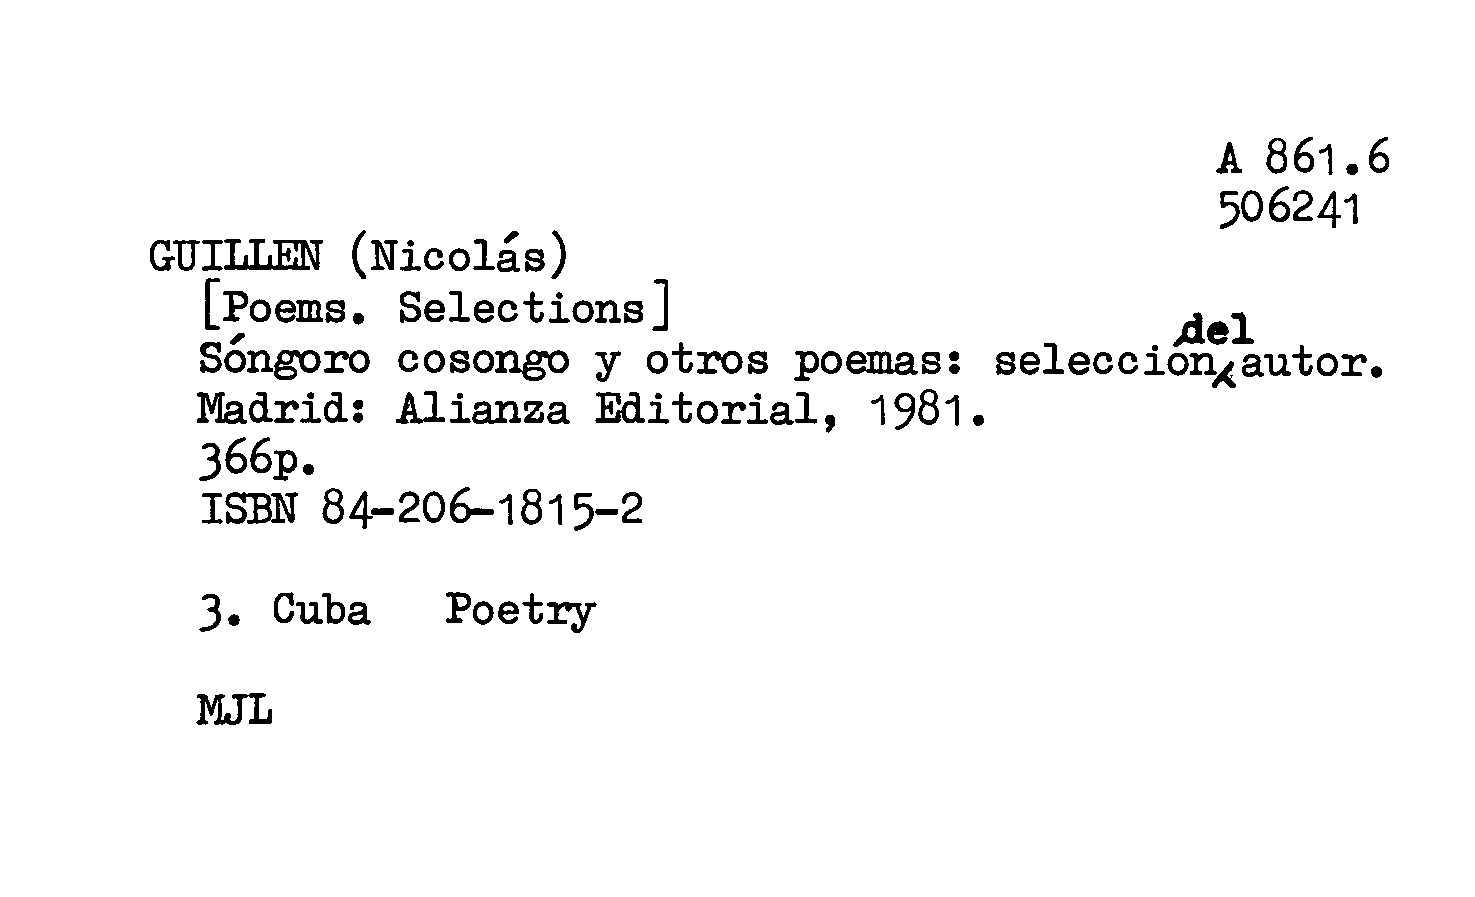 A 861.6
506241
GUILLEN (Nicolás)
[Poems. Selections]
Sóngoro cosongo y otros poemas: selección del autor.
Madrid: Alianza Editorial, 1981.
366p.
ISBN 84-206-1815-2
3. Cuba Poetry
MJL